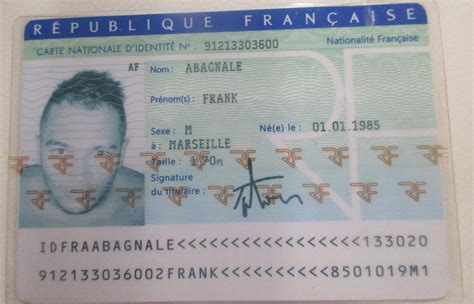 RÉPUBLIQUE FRANÇAISE
CARTE NATIONALE D'IDENTITÉ N° : 91213303600 Nationalité Française
AF Nom : ABAGNALE
Prénom(s) : FRANK
Sexe : M Né(e) le : 01.01.1985
à MARSEILLE
Taille : 1,70m
Signature
du titulaire :
IDFRAABAGNALE<<<<<<<<<<<<<<<<<133020
912133036002FRANK<<<<<<<<<8501019M1